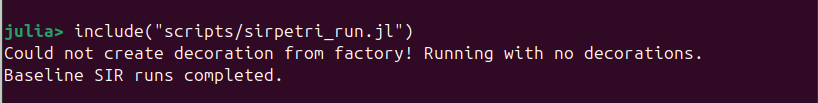 julia> include("scripts/sirpetri_run.jl")
Could not create decoration from factory! Running with no decorations.
Baseline SIR runs completed.